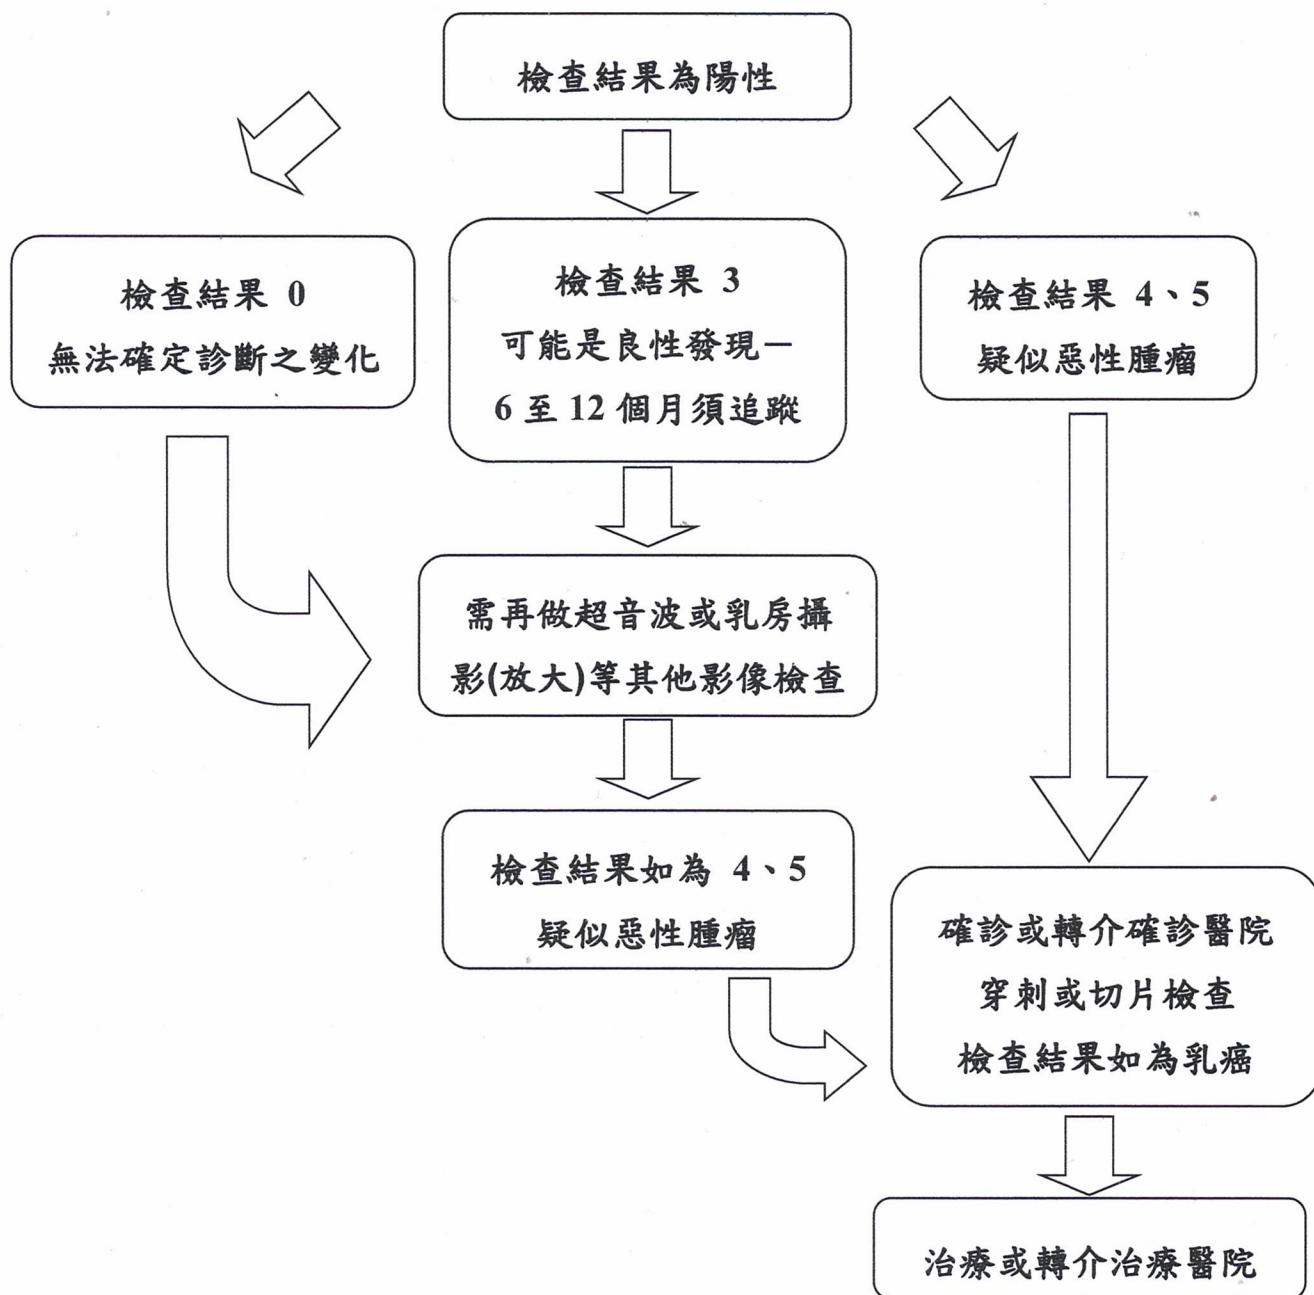 檢查結果為陽性
檢查結果 0
無法確定診斷之變化
檢查結果 3
可能是良性發現－
6 至 12 個月須追蹤
檢查結果 4、5
疑似惡性腫瘤
需再做超音波或乳房攝
影(放大)等其他影像檢查
檢查結果如為 4、5
疑似惡性腫瘤
確診或轉介確診醫院
穿刺或切片檢查
檢查結果如為乳癌
治療或轉介治療醫院